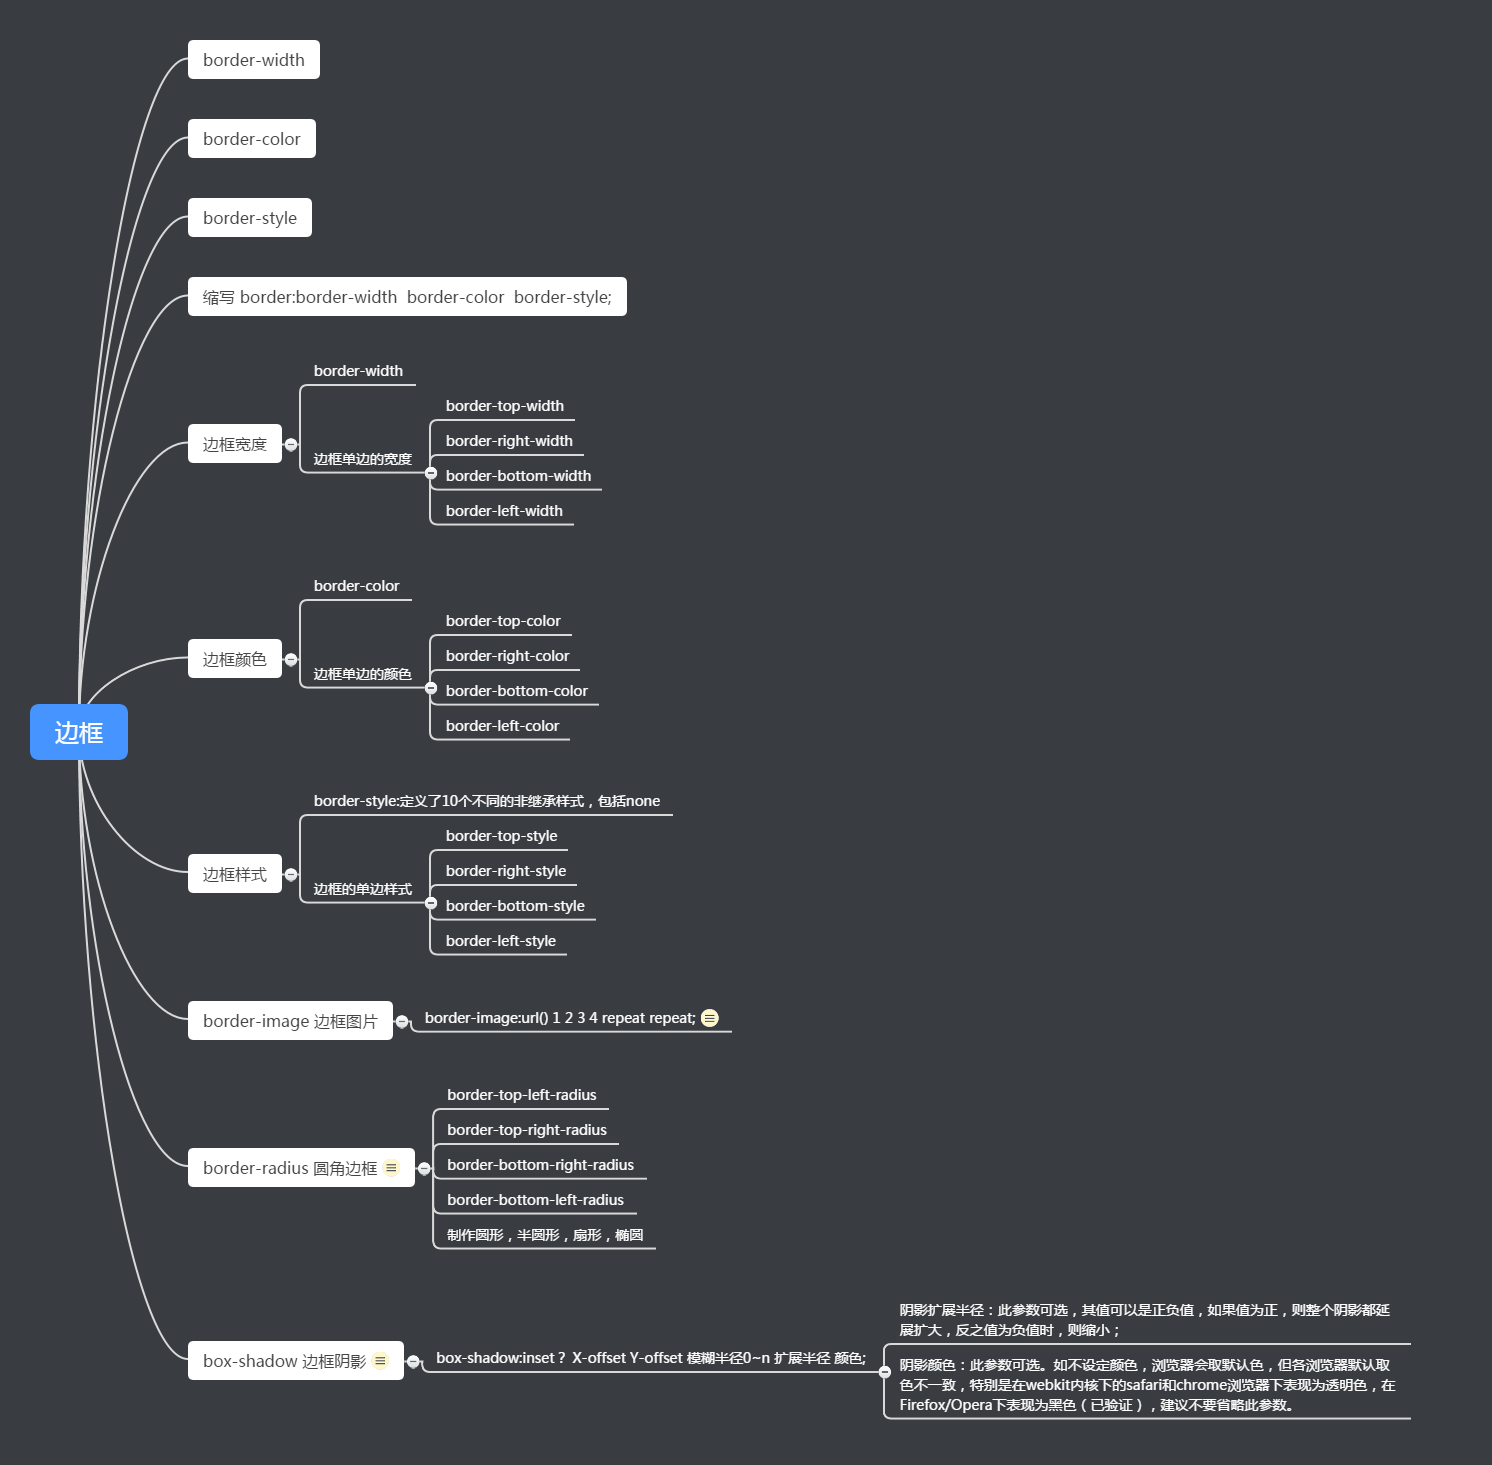 border-width
border-color
border-style
缩写 border:border-width  border-color  border-style;
border-width
border-top-width
border-right-width
边框宽度
边框单边的宽度
border-bottom-width
border-left-width
border-color
border-top-color
border-right-color
边框颜色
边框单边的颜色
border-bottom-color
border-left-color
边框
border-style:定义了10个不同的非继承样式，包括none
border-top-style
border-right-style
边框样式
边框的单边样式
border-bottom-style
border-left-style
border-image 边框图片
border-image:url() 1 2 3 4 repeat repeat;
border-top-left-radius
border-top-right-radius
border-radius 圆角边框
border-bottom-right-radius
border-bottom-left-radius
制作圆形，半圆形，扇形，椭圆
box-shadow 边框阴影
box-shadow:inset？ X-offset Y-offset 模糊半径0~n 扩展半径 颜色;
阴影扩展半径：此参数可选，其值可以是正负值，如果值为正，则整个阴影都延
展扩大，反之值为负值时，则缩小；
阴影颜色：此参数可选。如不设定颜色，浏览器会取默认色，但各浏览器默认取
色不一致，特别是在webkit内核下的safari和chrome浏览器下表现为透明色，在
Firefox/Opera下表现为黑色（已验证），建议不要省略此参数。